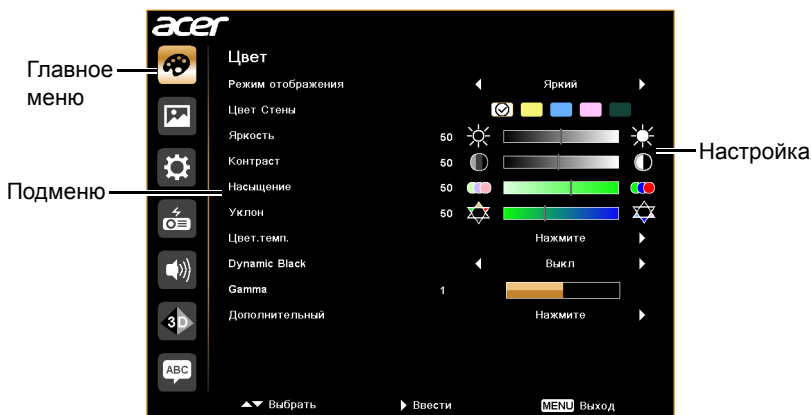 acer
Цвет
Главное
меню
Режим отображения Яркий
Цвет Стены
Яркость 50
Настройка
Контраст 50
Подменю
Насыщение 50
Уклон 50
Цвет.темп. Нажмите
Dynamic Black Выкл
Gamma 1
3D
Дополнительный Нажмите
ABC
Выбрать Ввести MENU Выход